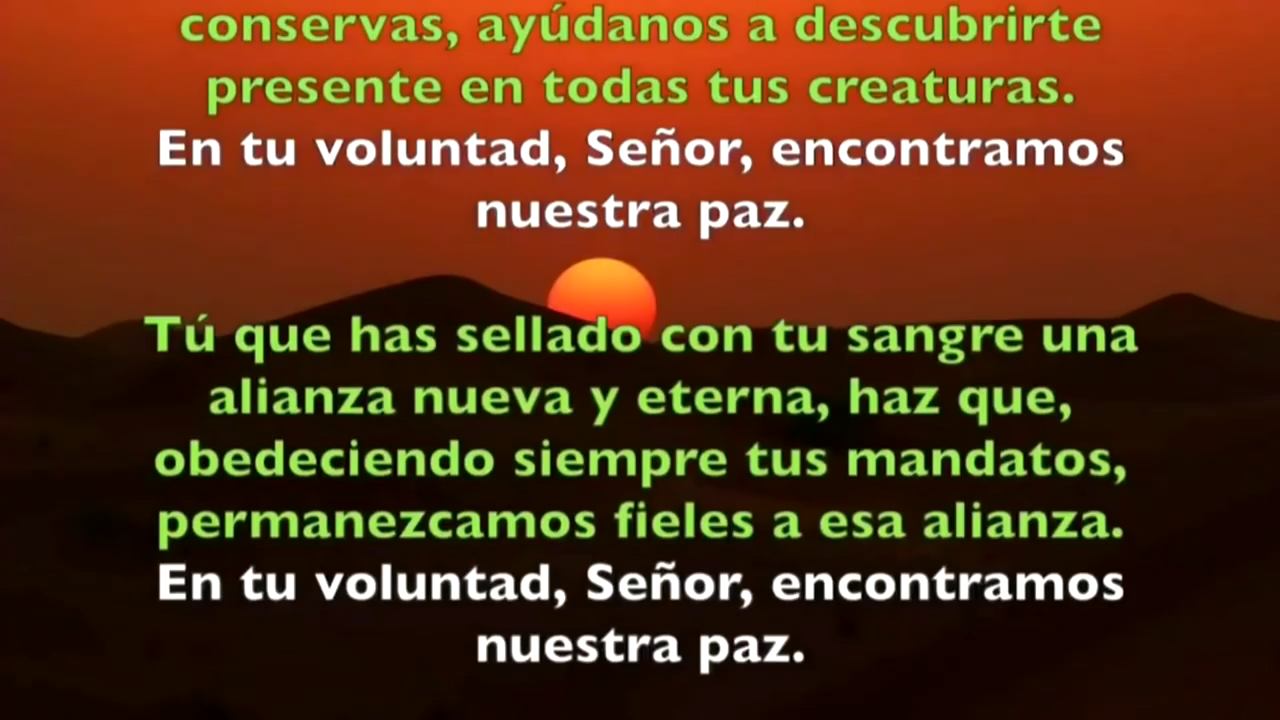 conservas, ayúdanos a descubrirte
presente en todas tus creaturas.
En tu voluntad, Señor, encontramos
nuestra paz.
Tú que has sellado con tu sangre una
alianza nueva y eterna, haz que,
obedeciendo siempre tus mandatos,
permanezcamos fieles a esa alianza.
En tu voluntad, Señor, encontramos
nuestra paz.